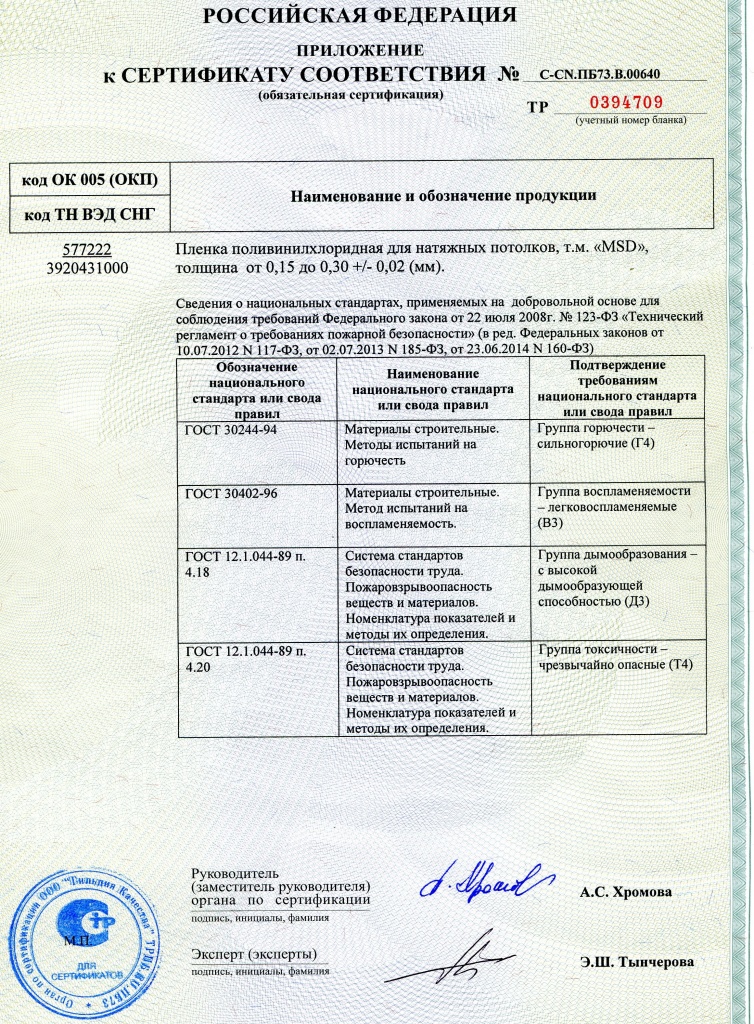 РОССИЙСКАЯ ФЕДЕРАЦИЯ
ПРИЛОЖЕНИЕ
к СЕРТИФИКАТУ СООТВЕТСТВИЯ № С-CN.ПБ73.В.00640
(обязательная сертификация)
ТР 0394709
(учетный номер бланка)
код ОК 005 (ОКП)
код ТН ВЭД СНГ
Наименование и обозначение продукции
577222
3920431000
Пленка поливинилхлоридная для натяжных потолков, т.м. «MSD»,
толщина от 0,15 до 0,30 +/- 0,02 (мм).
Сведения о национальных стандартах, применяемых на добровольной основе для
соблюдения требований Федерального закона от 22 июля 2008г. № 123-ФЗ «Технический
регламент о требованиях пожарной безопасности» (в ред. Федеральных законов от
10.07.2012 N 117-ФЗ, от 02.07.2013 N 185-ФЗ, от 23.06.2014 N 160-ФЗ)
Обозначение
национального
стандарта или свода
правил
Наименование
национального стандарта
или свода правил
Подтверждение
требованиям
национального стандарта
или свода правил
ГОСТ 30244-94
Материалы строительные.
Методы испытаний на
горючесть
Группа горючести –
сильногорючие (Г4)
ГОСТ 30402-96
Материалы строительные.
Метод испытаний на
воспламеняемость.
Группа воспламеняемости
– легковоспламеняемые
(В3)
ГОСТ 12.1.044-89 п.
4.18
Система стандартов
безопасности труда.
Пожаровзрывоопасность
веществ и материалов.
Номенклатура показателей и
методы их определения.
Группа дымообразования –
с высокой
дымообразующей
способностью (Д3)
ГОСТ 12.1.044-89 п.
4.20
Система стандартов
безопасности труда.
Пожаровзрывоопасность
веществ и материалов.
Номенклатура показателей и
методы их определения.
Группа токсичности –
чрезвычайно опасные (Т4)
Руководитель
(заместитель руководителя)
органа по сертификации
подпись, инициалы, фамилия
А.С. Хромова
Эксперт (эксперты)
подпись, инициалы, фамилия
Э.Ш. Тынчерова
Орган по сертификации ООО "Гильдия Качества" ТРПБ.RU.ПБ73
М.П.
ДЛЯ
СЕРТИФИКАТОВ